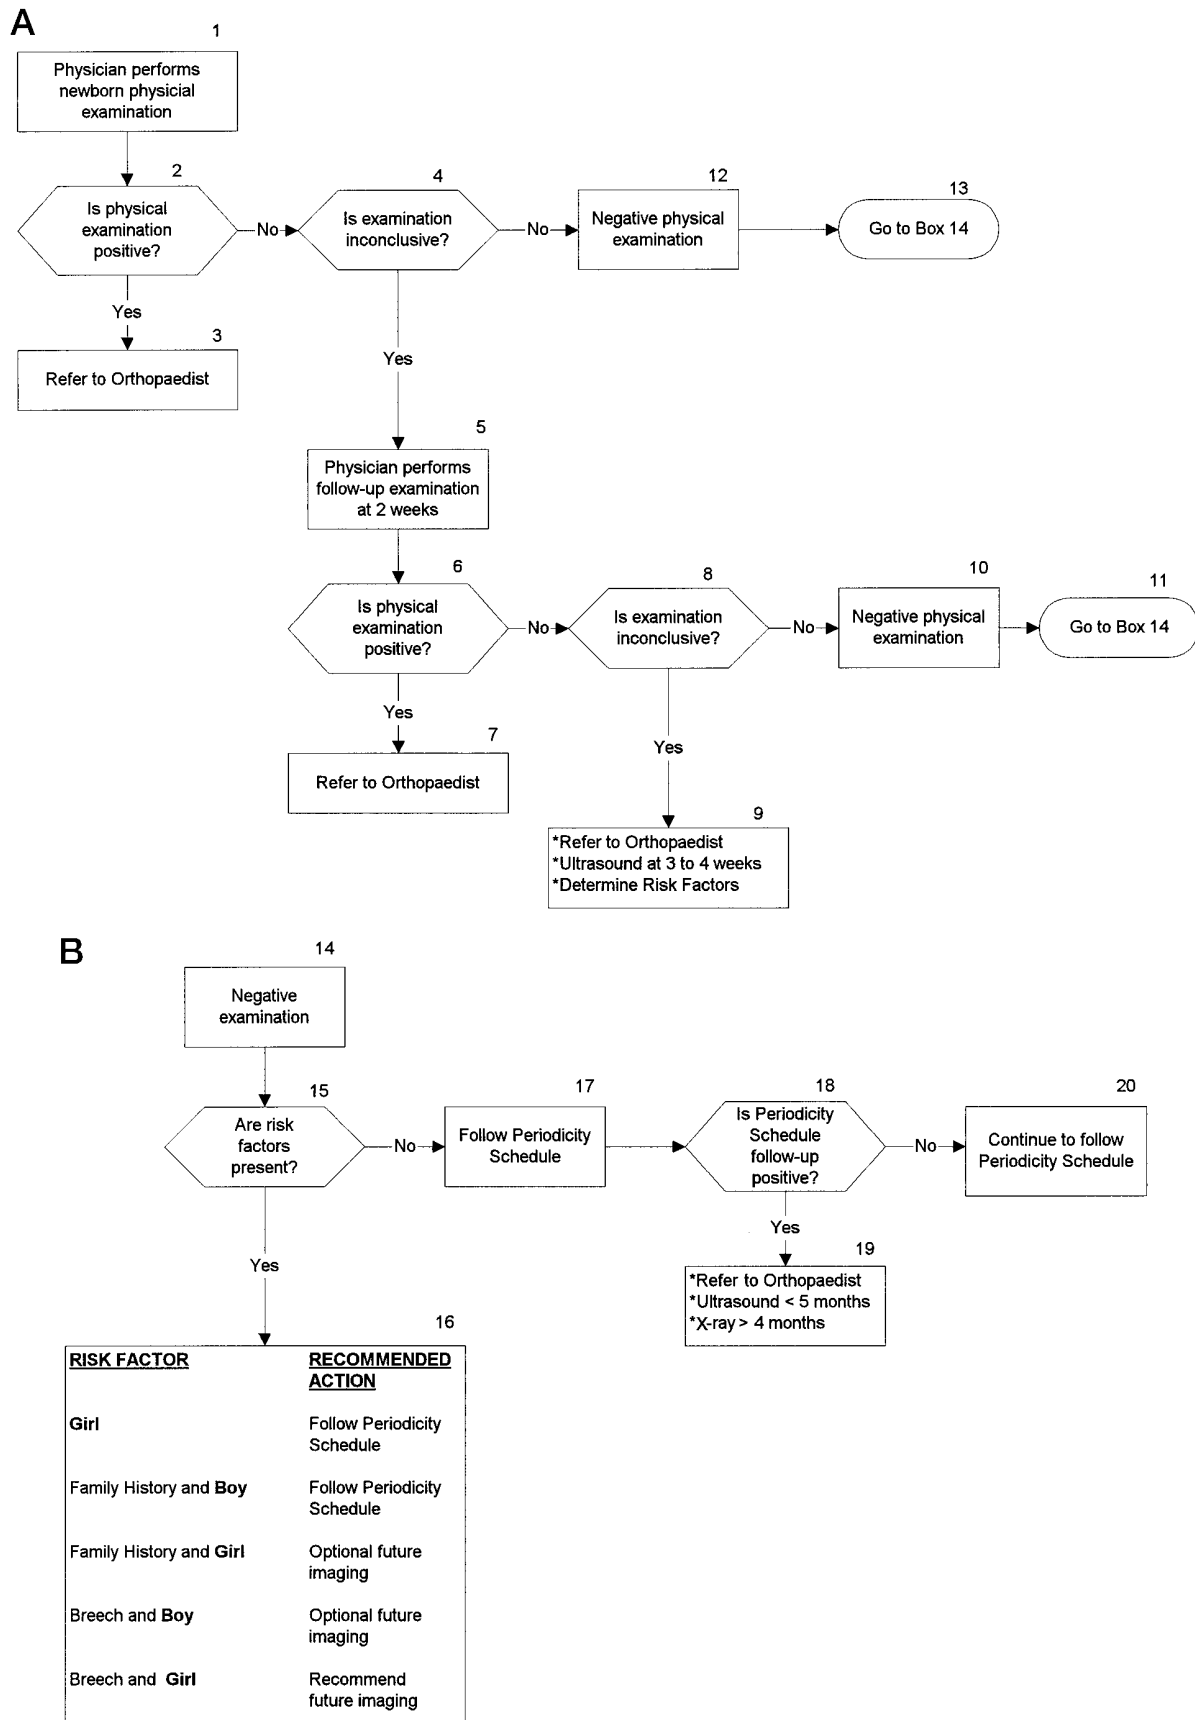 A
1
Physician performs
newborn physicial
examination
2
Is physical
examination
positive?
No
4
Is examination
inconclusive?
No
12
Negative physical
examination
13
Go to Box 14
Yes
3
Refer to Orthopaedist
Yes
5
Physician performs
follow-up examination
at 2 weeks
6
Is physical
examination
positive?
No
8
Is examination
inconclusive?
No
10
Negative physical
examination
11
Go to Box 14
Yes
7
Refer to Orthopaedist
Yes
9
*Refer to Orthopaedist
*Ultrasound at 3 to 4 weeks
*Determine Risk Factors
B
14
Negative
examination
15
Are risk
factors
present?
No
17
Follow Periodicity
Schedule
18
Is Periodicity
Schedule
follow-up
positive?
No
20
Continue to follow
Periodicity Schedule
Yes
19
*Refer to Orthopaedist
*Ultrasound < 5 months
*X-ray > 4 months
Yes
16
RISK FACTOR
RECOMMENDED
ACTION
Girl
Follow Periodicity
Schedule
Family History and Boy
Follow Periodicity
Schedule
Family History and Girl
Optional future
imaging
Breech and Boy
Optional future
imaging
Breech and Girl
Recommend
future imaging